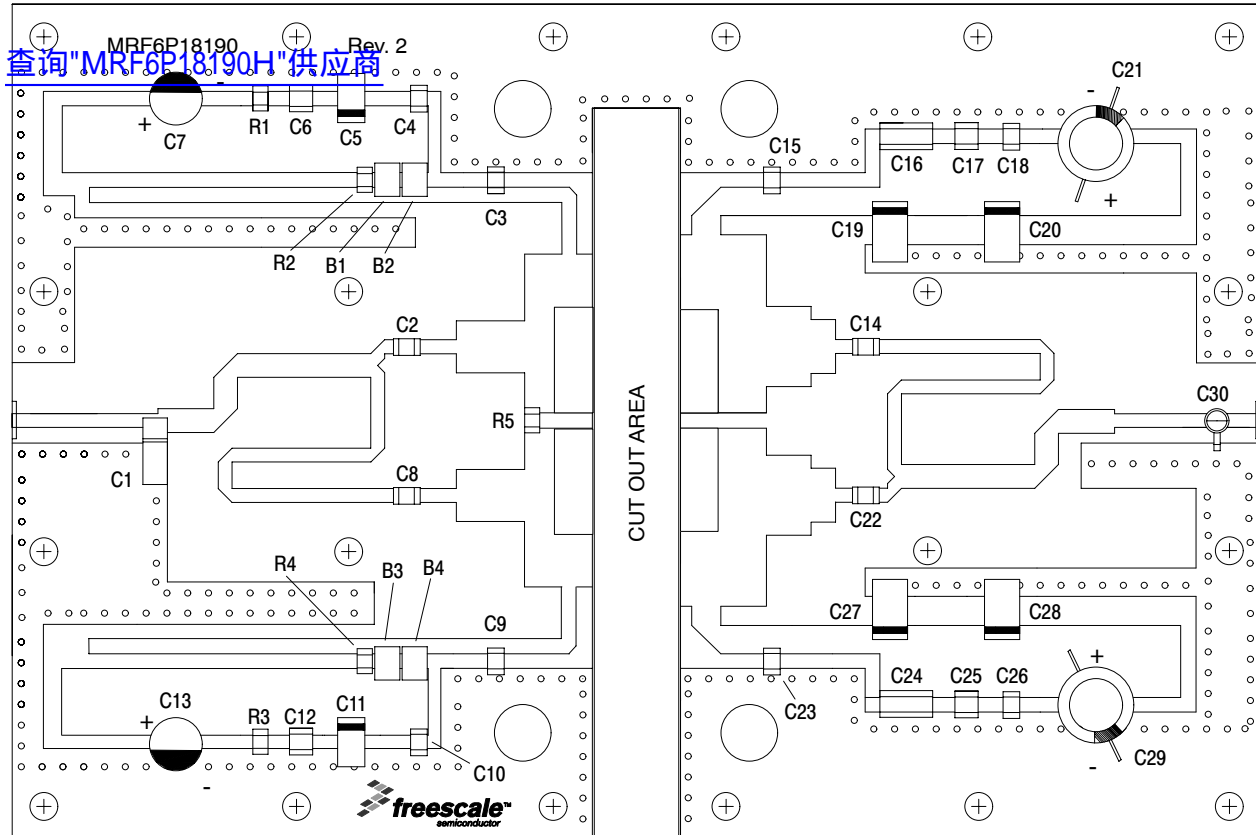 MRF6P18190 Rev. 2
查询"MRF6P18190H"供应商
C21
-
-
C7
+
R1
C6
C5
C4
C15
C16
C17
C18
+
C3
C19
C20
R2
B1
B2
C2
C14
C30
R5
CUT OUT AREA
C1
C8
C22
R4
B3
B4
C9
C27
C28
C13
+
R3
C12
C11
C24
C25
C26
+
C23
C10
C29
-
-
freescale™
semiconductor